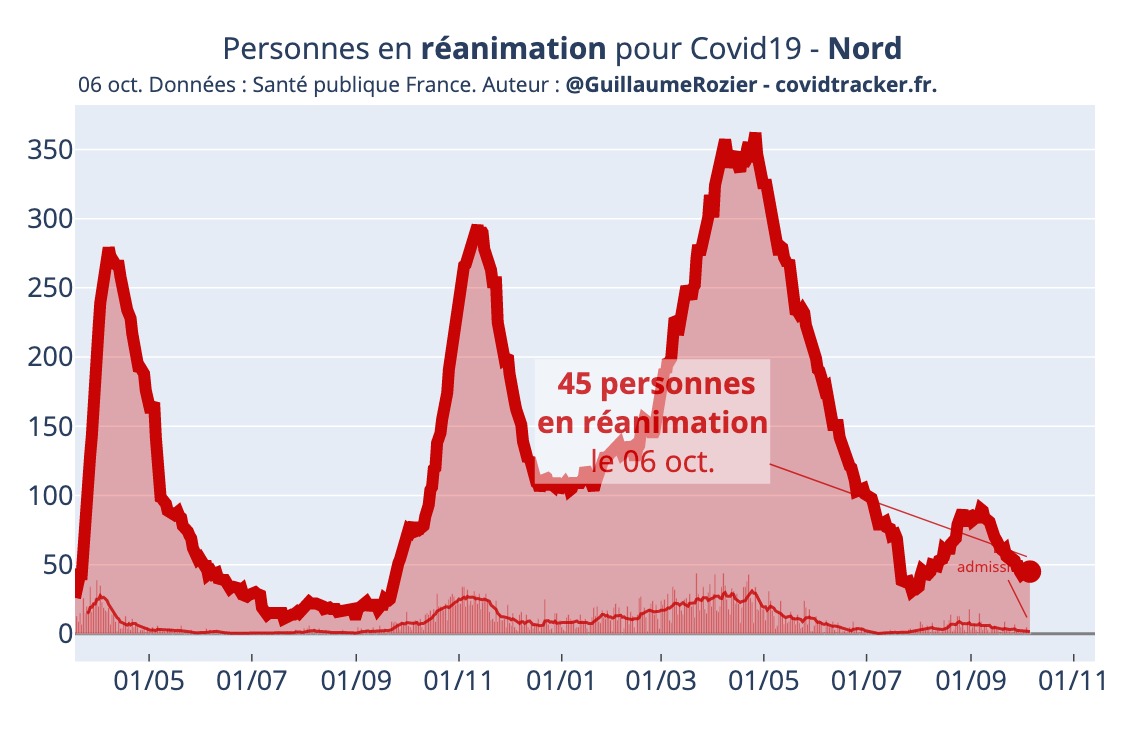 Personnes en réanimation pour Covid19 - Nord
06 oct. Données : Santé publique France. Auteur : @GuillaumeRozier - covidtracker.fr.
350
300
250
200
150
100
50
0
45 personnes
en réanimation
le 06 oct.
01/05 01/07 01/09 01/11 01/01 01/03 01/05 01/07 01/09 01/11